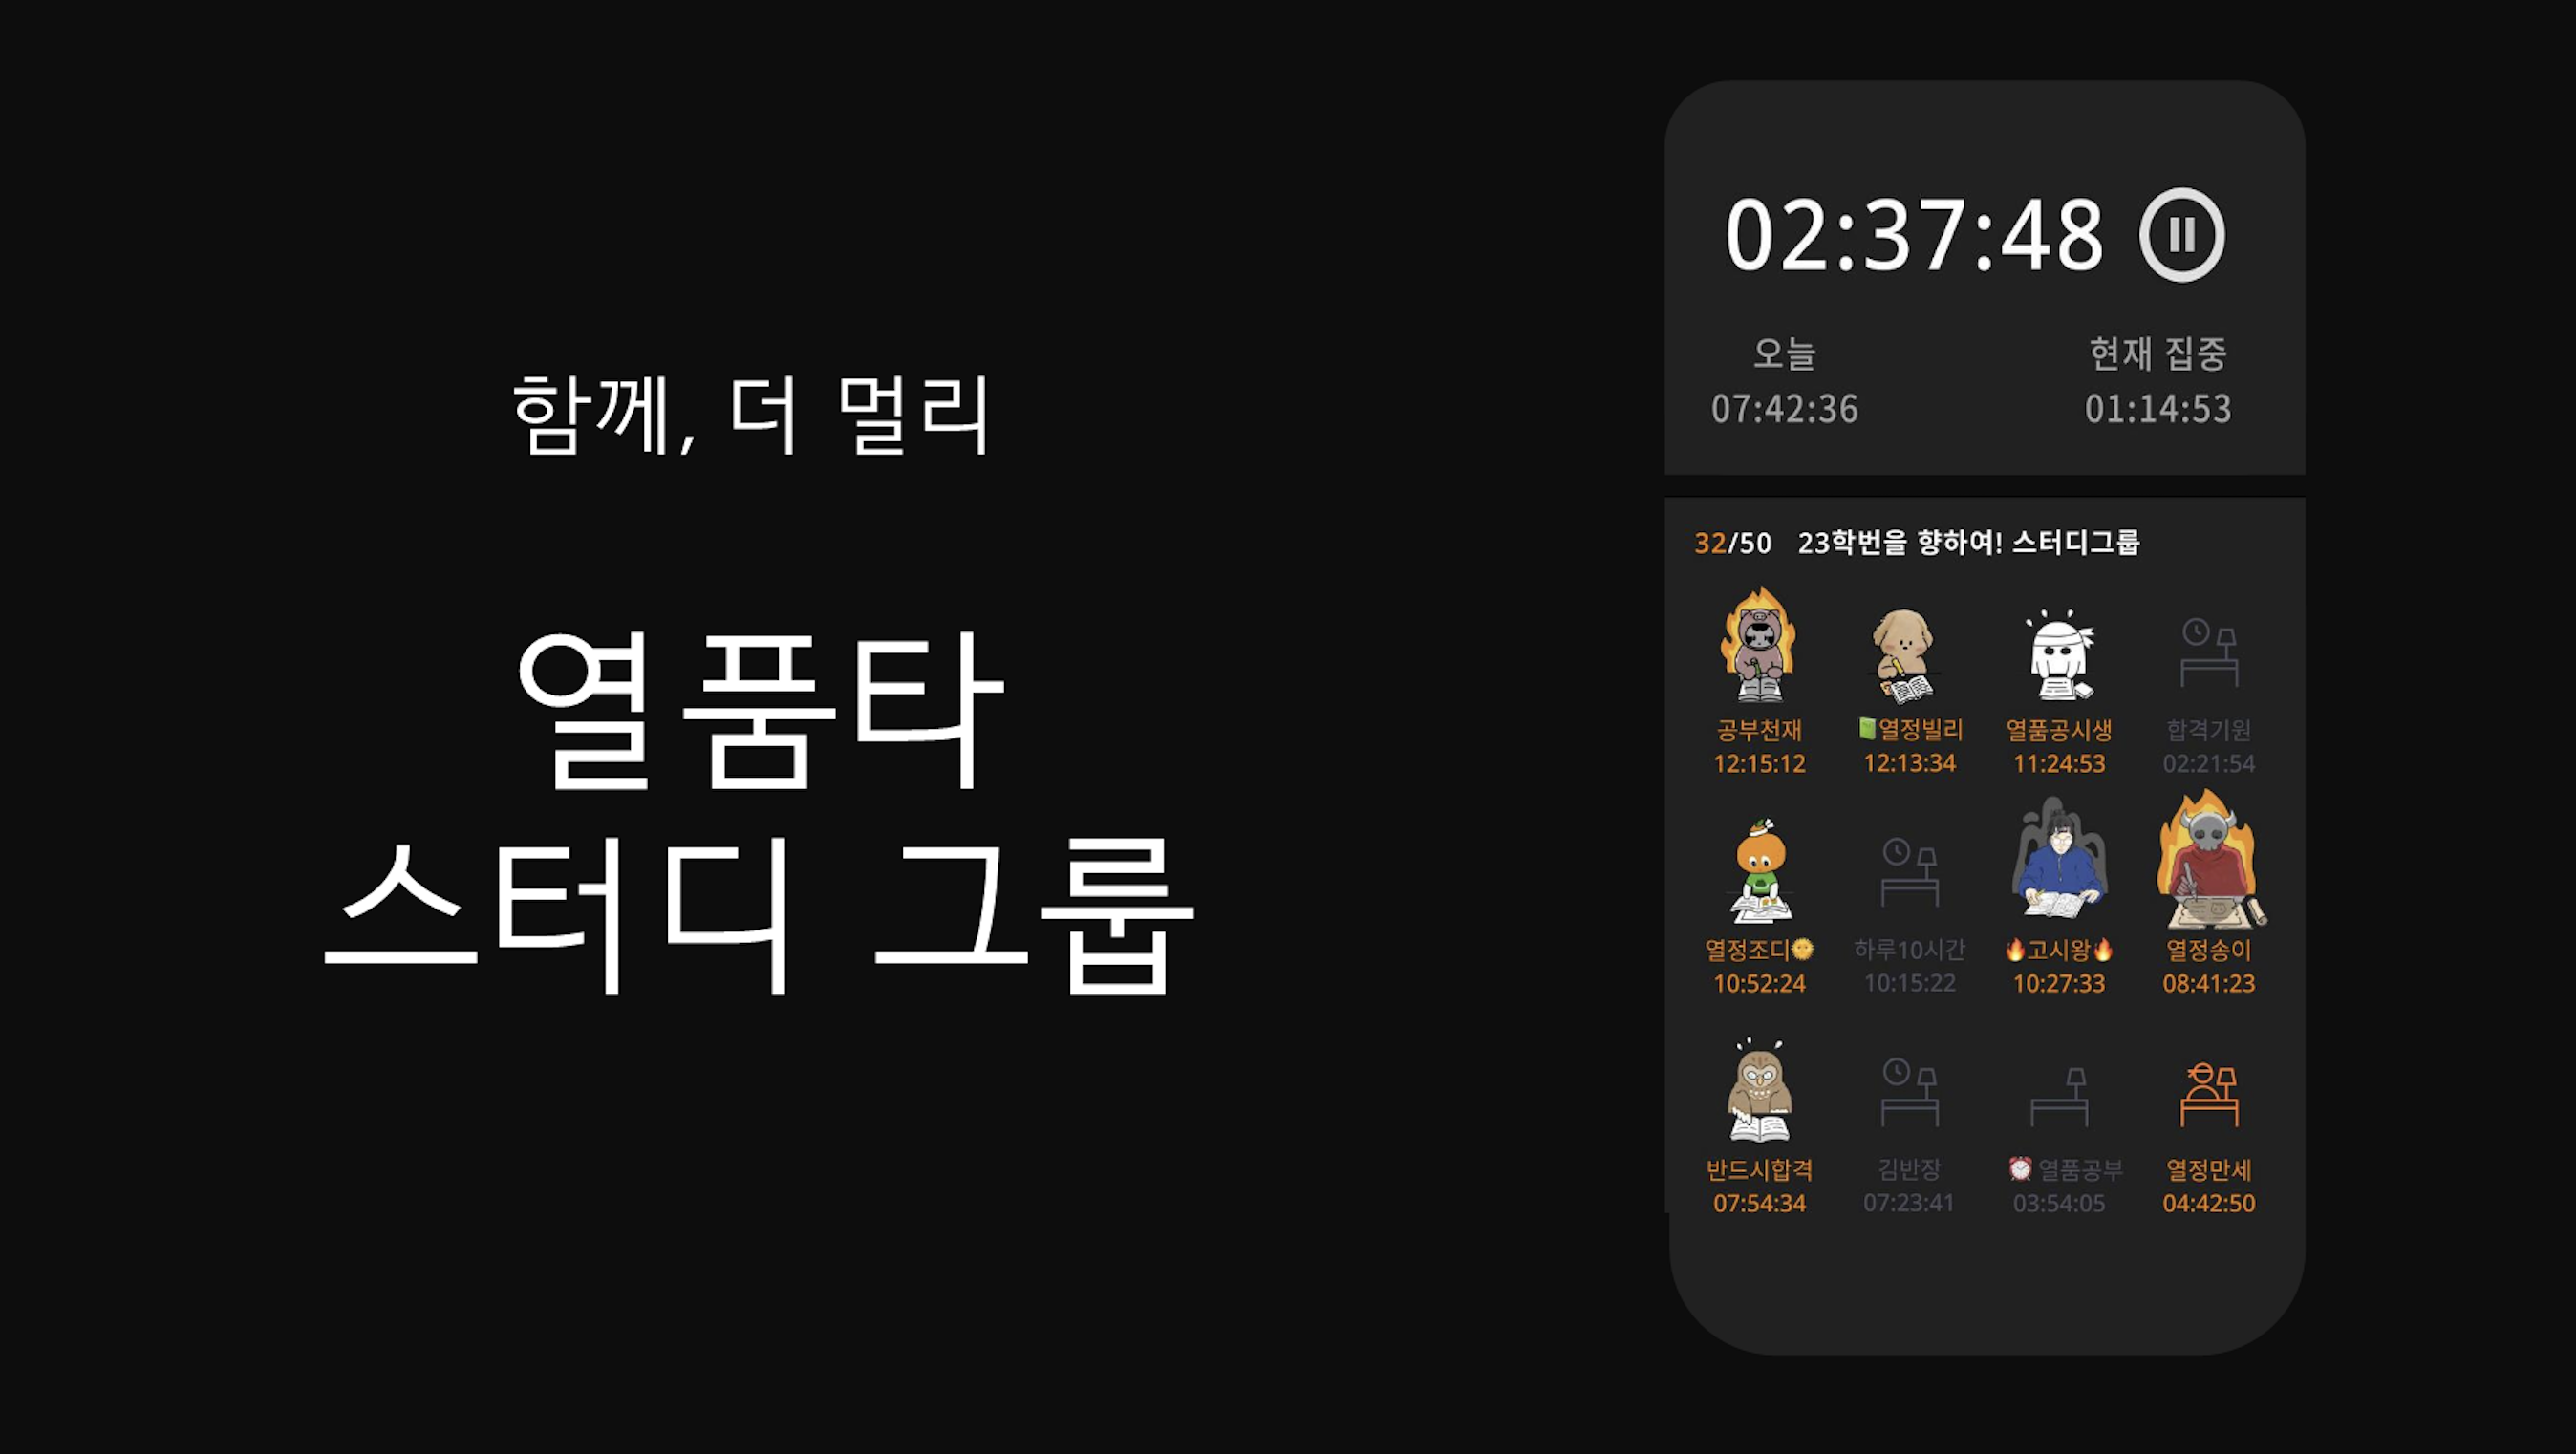 함께, 더 멀리
열품타
스터디 그룹
02:37:48
오늘 현재 집중
07:42:36 01:14:53
32/50 23학번을 향하여! 스터디그룹
공부천재 📗열정빌리 열품공시생 합격기원
12:15:12 12:13:34 11:24:53 02:21:54
열정조디🌞 하루10시간 🔥고시왕🔥 열정송이
10:52:24 10:15:22 10:27:33 08:41:23
반드시합격 김반장 ⏰ 열품공부 열정만세
07:54:34 07:23:41 03:54:05 04:42:50